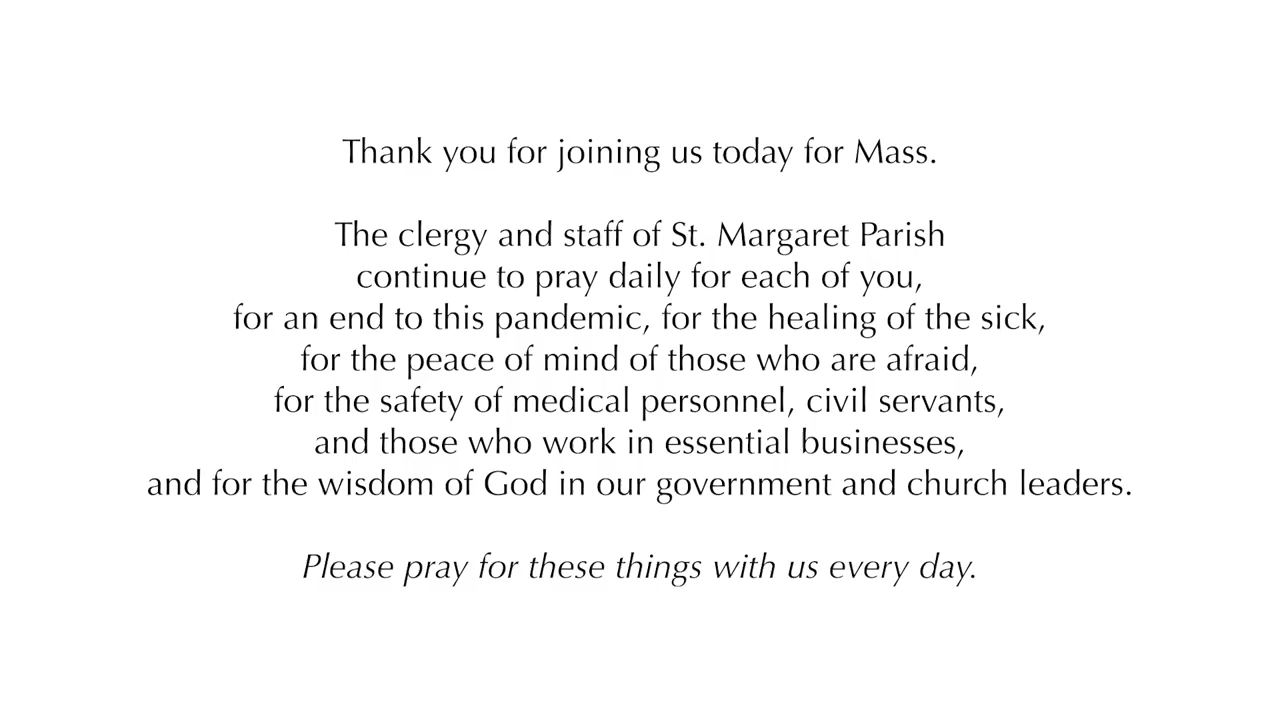 Thank you for joining us today for Mass.
The clergy and staff of St. Margaret Parish
continue to pray daily for each of you,
for an end to this pandemic, for the healing of the sick,
for the peace of mind of those who are afraid,
for the safety of medical personnel, civil servants,
and those who work in essential businesses,
and for the wisdom of God in our government and church leaders.
Please pray for these things with us every day.